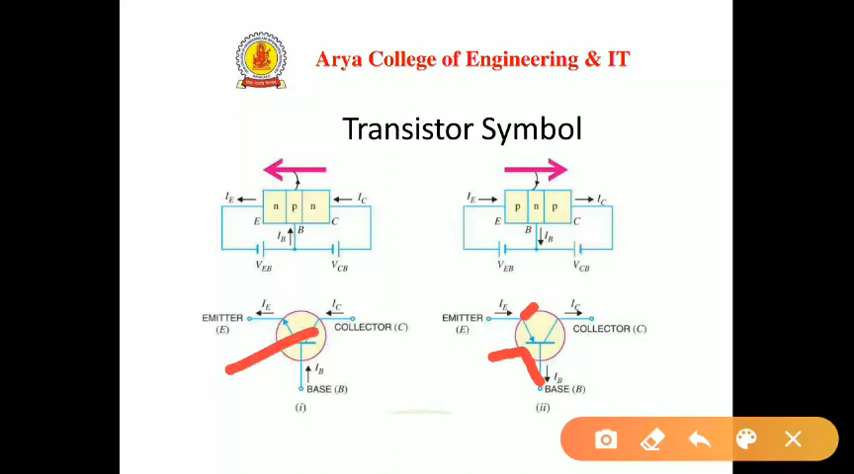 Arya College of Engineering & IT
Transistor Symbol
I_E I_C
n p n
E C
B
I_B
V_EB V_CB
I_E I_C
p n p
E C
B
I_B
V_EB V_CB
I_E I_C
EMITTER
(E)
COLLECTOR (C)
I_B
BASE (B)
(i)
I_E I_C
EMITTER
(E)
COLLECTOR (C)
I_B
BASE (B)
(ii)